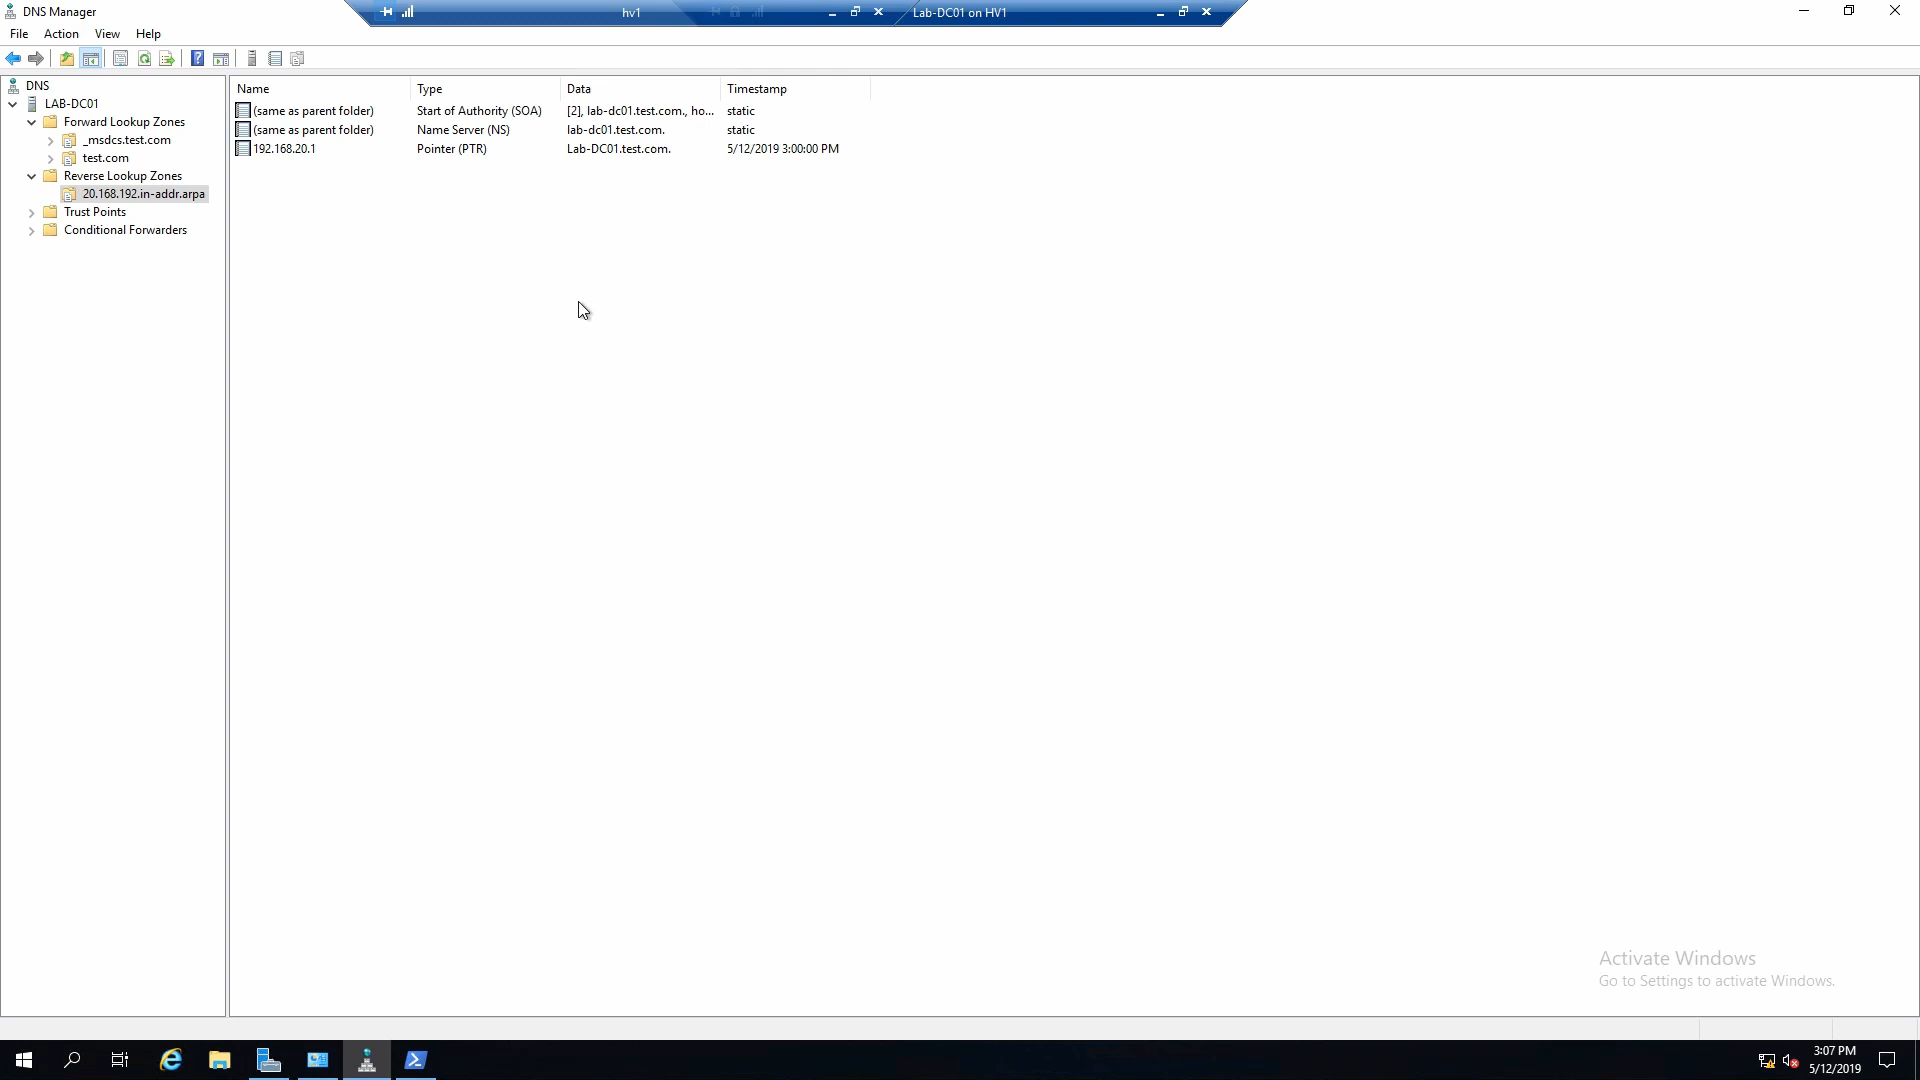 DNS Manager
hv1
Lab-DC01 on HV1
File Action View Help
DNS
LAB-DC01
Forward Lookup Zones
_msdcs.test.com
test.com
Reverse Lookup Zones
20.168.192.in-addr.arpa
Trust Points
Conditional Forwarders
Name Type Data Timestamp
(same as parent folder) Start of Authority (SOA) [2], lab-dc01.test.com., ho... static
(same as parent folder) Name Server (NS) lab-dc01.test.com. static
192.168.20.1 Pointer (PTR) Lab-DC01.test.com. 5/12/2019 3:00:00 PM
Activate Windows
Go to Settings to activate Windows.
3:07 PM
5/12/2019